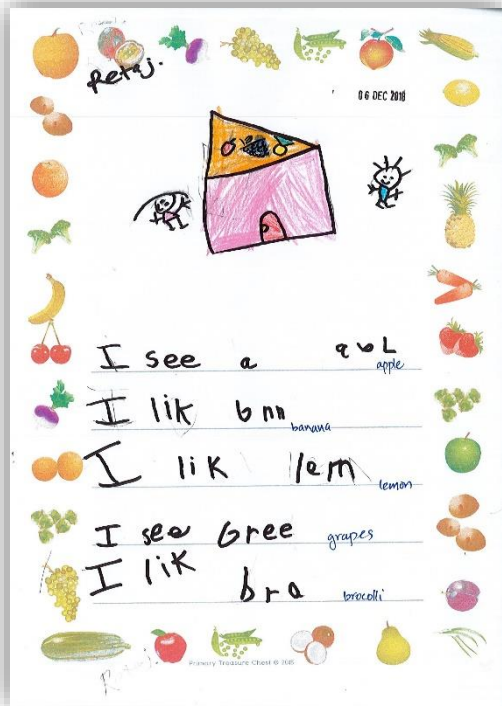 Retaj.
06 DEC 2018
I see a abL
apple
I lik bnn
banana
I lik lem
lemon
I see Gree
grapes
I lik bra
brocolli
Primary Treasure Chest © 2015